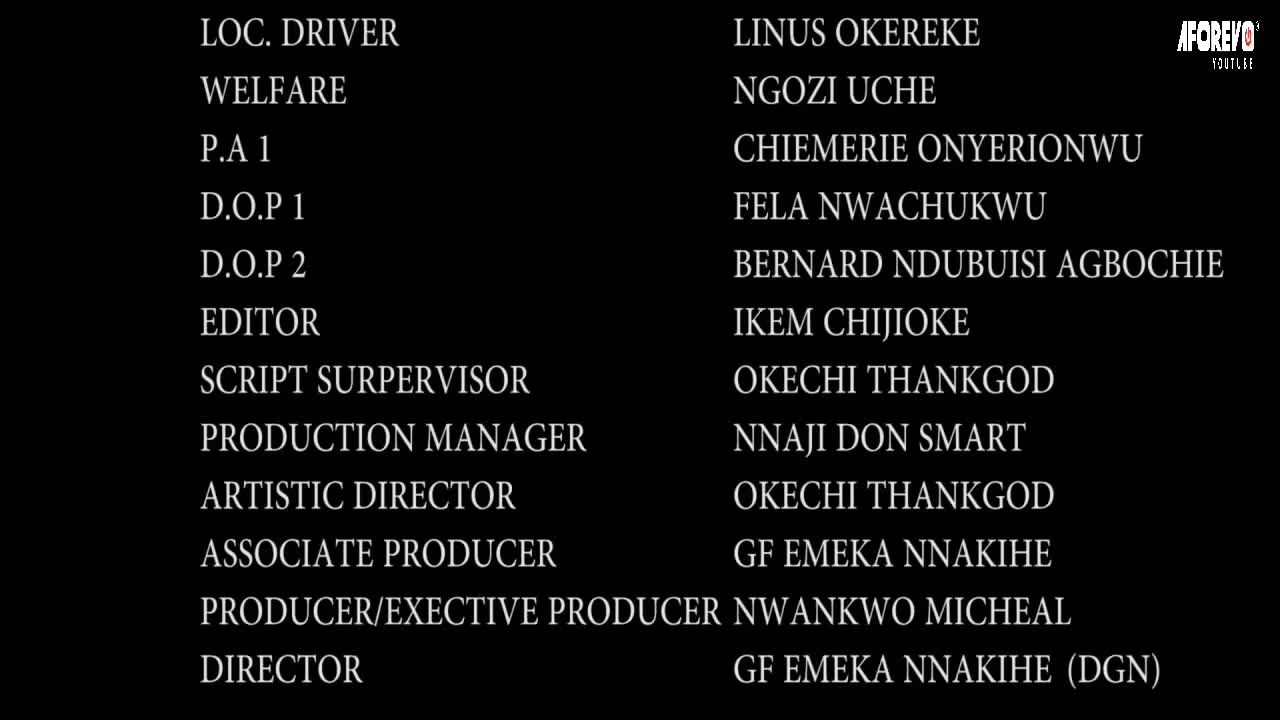 LOC. DRIVER LINUS OKEREKE
WELFARE NGOZI UCHE
P.A 1 CHIEMERIE ONYERIONWU
D.O.P 1 FELA NWACHUKWU
D.O.P 2 BERNARD NDUBUISI AGBOCHIE
EDITOR IKEM CHIJIOKE
SCRIPT SURPERVISOR OKECHI THANKGOD
PRODUCTION MANAGER NNAJI DON SMART
ARTISTIC DIRECTOR OKECHI THANKGOD
ASSOCIATE PRODUCER GF EMEKA NNAKIHE
PRODUCER/EXECTIVE PRODUCER NWANKWO MICHEAL
DIRECTOR GF EMEKA NNAKIHE (DGN)
AFOREVO
YOUTUBE